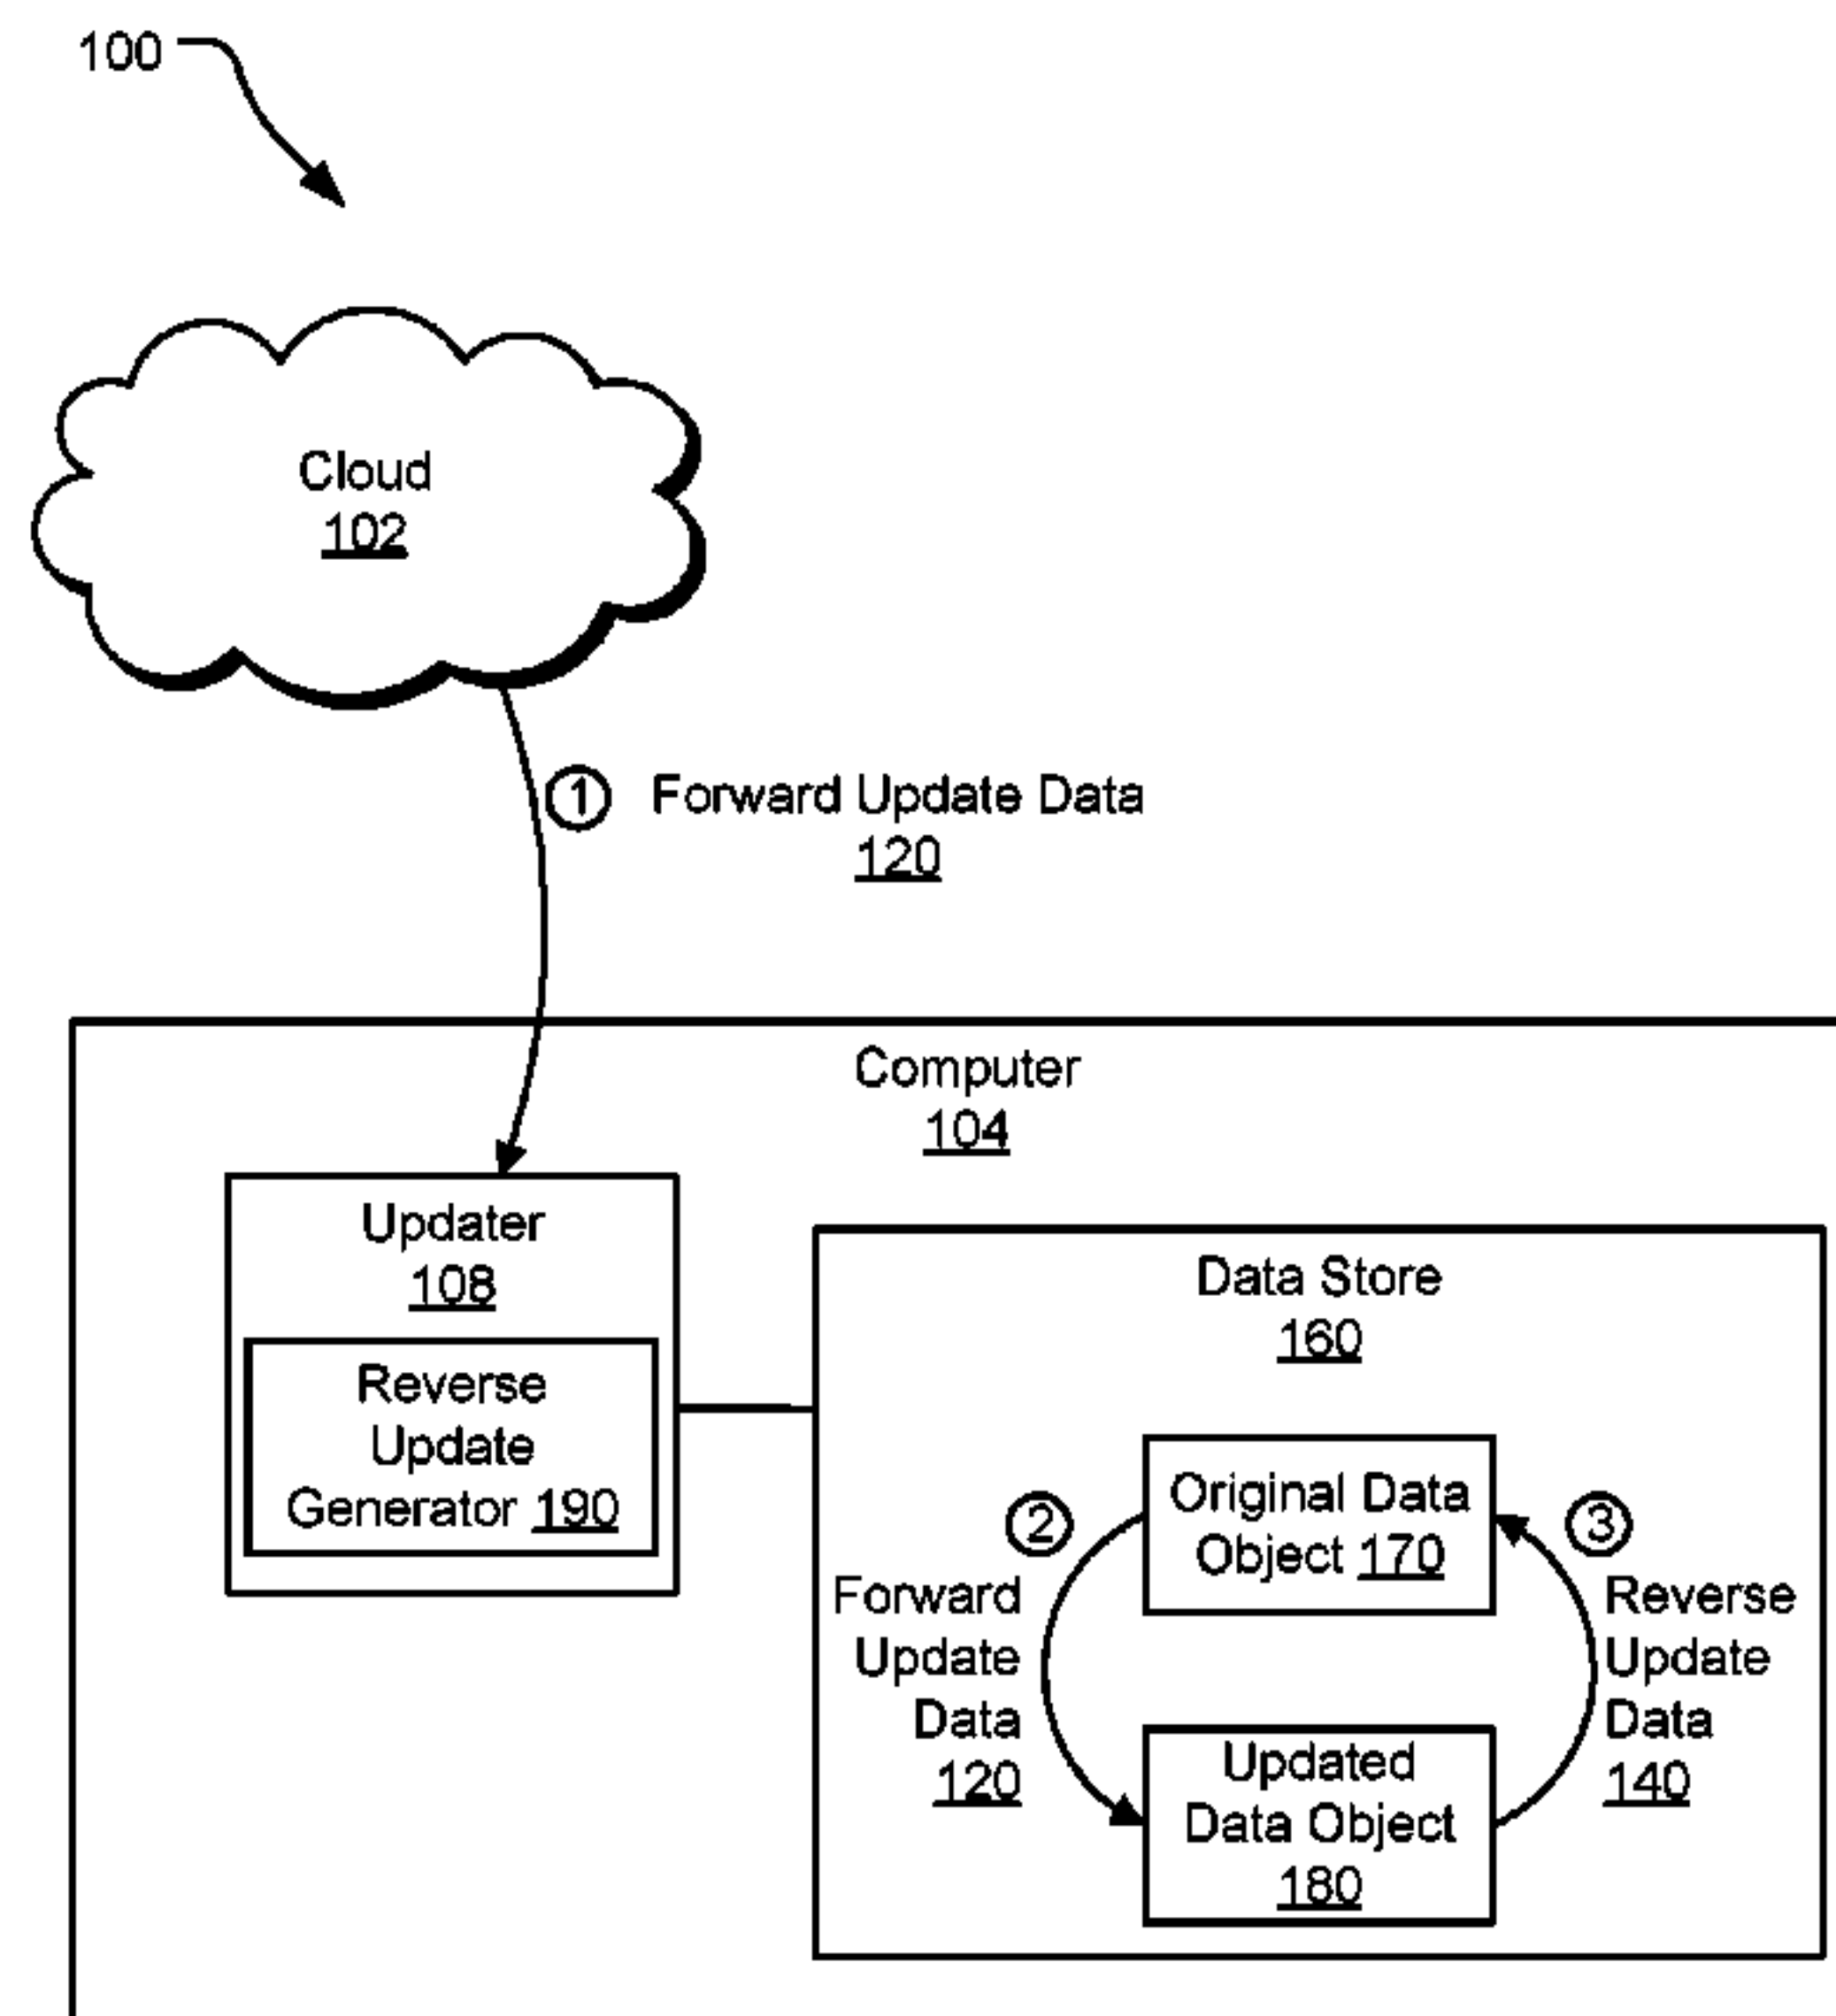 100
Cloud
102
1 Forward Update Data
120
Computer
104
Updater
108
Reverse
Update
Generator 190
Data Store
160
Original Data
Object 170
2
Forward
Update
Data
120
3
Reverse
Update
Data
140
Updated
Data Object
180